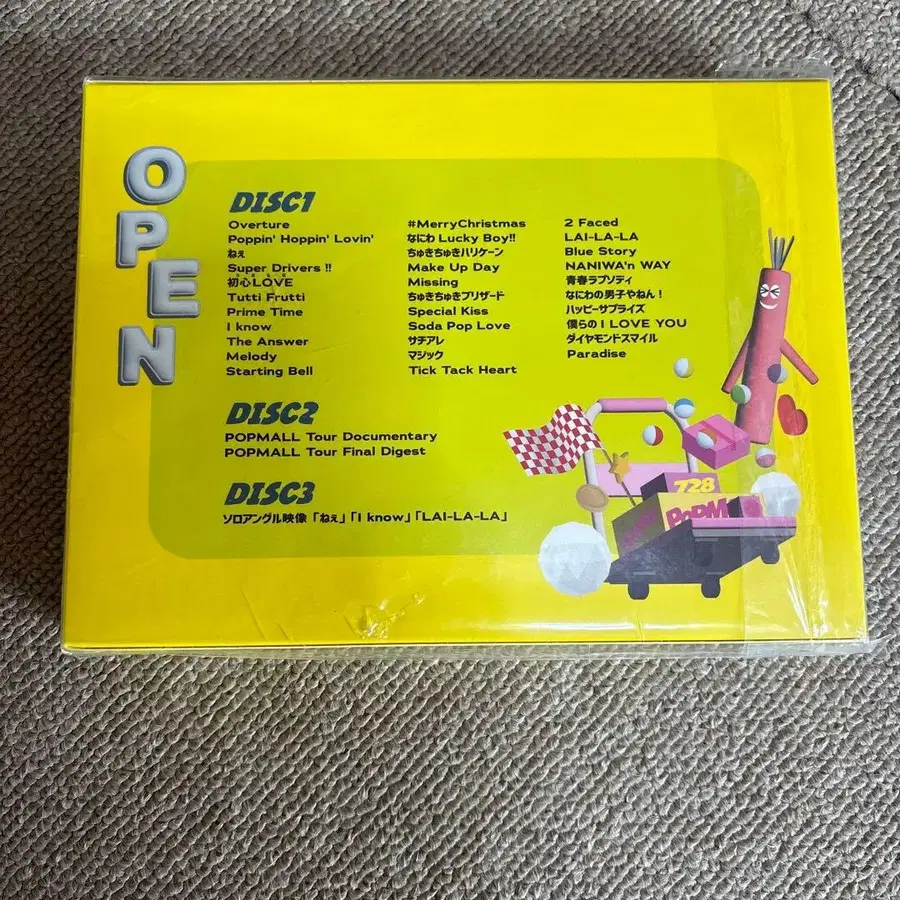 OPEN
DISC1
Overture
Poppin' Hoppin' Lovin'
ねぇ
Super Drivers !!
初心LOVE
Tutti Frutti
Prime Time
I know
The Answer
Melody
Starting Bell
#MerryChristmas
なにわ Lucky Boy!!
ちゅきちゅきハリケーン
Make Up Day
Missing
ちゅきちゅきブリザード
Special Kiss
Soda Pop Love
サチアレ
マジック
Tick Tack Heart
2 Faced
LAI-LA-LA
Blue Story
NANIWA'n WAY
青春ラプソディ
なにわの男子やねん!
ハッピーサプライズ
僕らの I LOVE YOU
ダイヤモンドスマイル
Paradise
DISC2
POPMALL Tour Documentary
POPMALL Tour Final Digest
DISC3
ソロアングル映像「ねぇ」「I know」「LAI-LA-LA」
728
POPM